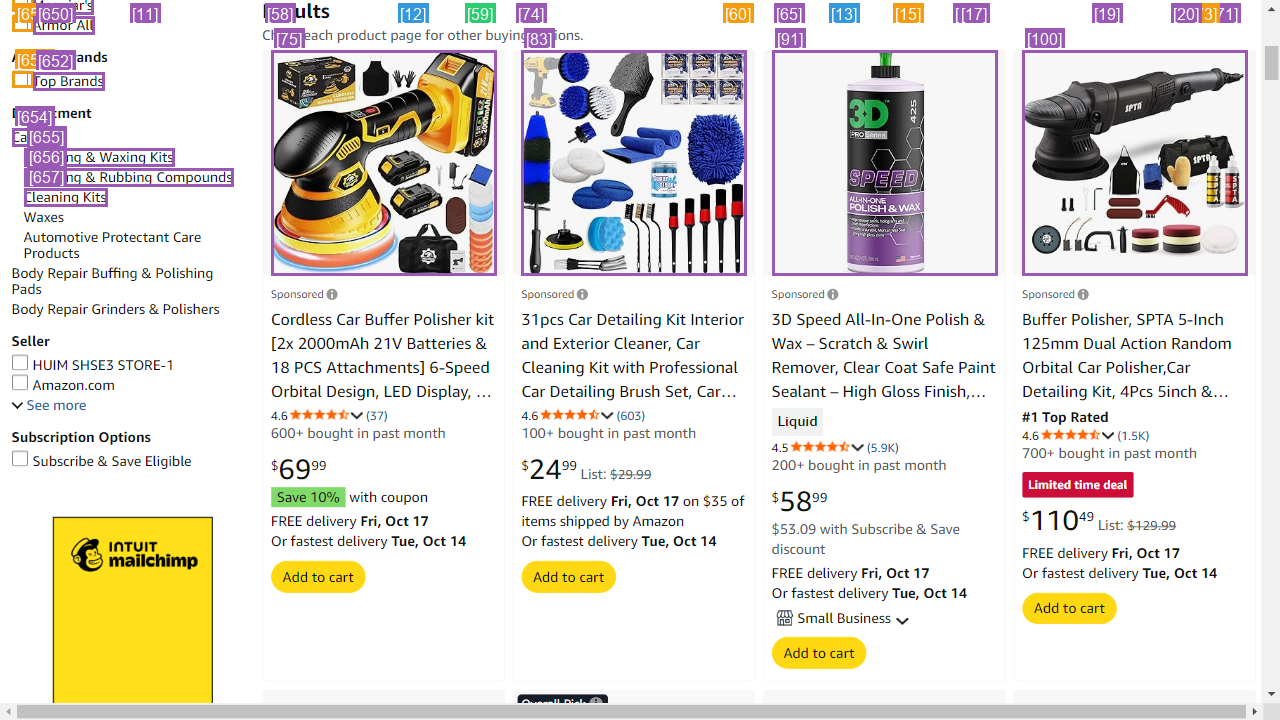 [650]
[11]
Armor All
[652]
Top Brands
[654]
[655]
[656] ng & Waxing Kits
[657] ng & Rubbing Compounds
Cleaning Kits
Waxes
Automotive Protectant Care
Products
Body Repair Buffing & Polishing
Pads
Body Repair Grinders & Polishers
Seller
HUIM SHSE3 STORE-1
Amazon.com
See more
Subscription Options
Subscribe & Save Eligible
INTUIT
mailchimp
[58] [12] [59] [74] [60] [65] [13] [15] [17] [19] [20]
[75] [83] [91] [100]
each product page for other buying options.
Sponsored
Cordless Car Buffer Polisher kit
[2x 2000mAh 21V Batteries &
18 PCS Attachments] 6-Speed
Orbital Design, LED Display, …
4.6 (37)
600+ bought in past month
$69.99
Save 10% with coupon
FREE delivery Fri, Oct 17
Or fastest delivery Tue, Oct 14
Add to cart
Sponsored
31pcs Car Detailing Kit Interior
and Exterior Cleaner, Car
Cleaning Kit with Professional
Car Detailing Brush Set, Car…
4.6 (603)
100+ bought in past month
$24.99 List: $29.99
FREE delivery Fri, Oct 17 on $35 of
items shipped by Amazon
Or fastest delivery Tue, Oct 14
Add to cart
3D
PRO Series
425
SPEED
ALL-IN-ONE
POLISH & WAX
Sponsored
3D Speed All-In-One Polish &
Wax – Scratch & Swirl
Remover, Clear Coat Safe Paint
Sealant – High Gloss Finish,…
Liquid
4.5 (5.9K)
200+ bought in past month
$58.99
$53.09 with Subscribe & Save
discount
FREE delivery Fri, Oct 17
Or fastest delivery Tue, Oct 14
Small Business
Add to cart
SPTA
Sponsored
Buffer Polisher, SPTA 5-Inch
125mm Dual Action Random
Orbital Car Polisher,Car
Detailing Kit, 4Pcs 5inch &…
#1 Top Rated
4.6 (1.5K)
700+ bought in past month
Limited time deal
$110.49 List: $129.99
FREE delivery Fri, Oct 17
Or fastest delivery Tue, Oct 14
Add to cart